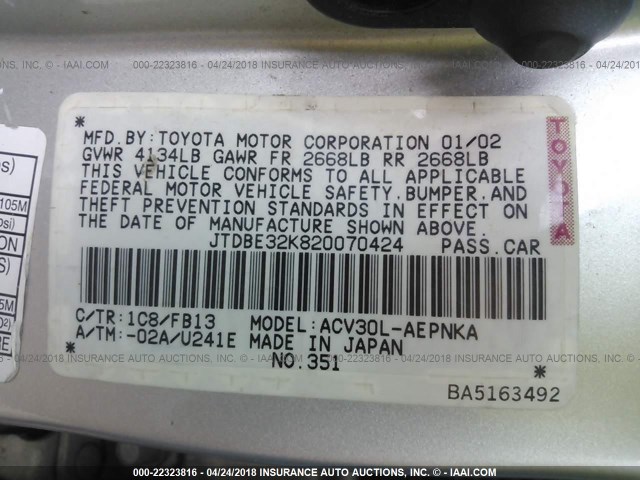 ANCE AUCTIONS, INC. - © IAAI.COM 000-22323816 - 04/24/2018 INSURANCE AUTO AUCTIONS, INC. - © IAAI.COM 000-22323816 - 04/24/2018 INSUR
MFD.BY:TOYOTA MOTOR CORPORATION 01/02
GVWR 4134LB GAWR FR 2668LB RR 2668LB
THIS VEHICLE CONFORMS TO ALL APPLICABLE
FEDERAL MOTOR VEHICLE SAFETY,BUMPER,AND
THEFT PREVENTION STANDARDS IN EFFECT ON
THE DATE OF MANUFACTURE SHOWN ABOVE.
JTDBE32K820070424 PASS.CAR
TOYOTA
C/TR:1C8/FB13 MODEL:ACV30L-AEPNKA
A/TM:-02A/U241E MADE IN JAPAN
NO.351
BA5163492
000-22323816 - 04/24/2018 INSURANCE AUTO AUCTIONS, INC. - © IAAI.COM